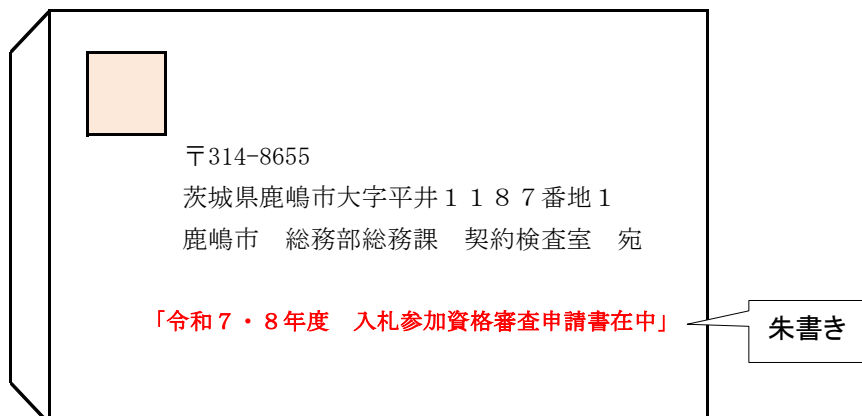 〒314-8655
茨城県鹿嶋市大字平井１１８７番地１
鹿嶋市　総務部総務課　契約検査室　宛
「令和７・８年度　入札参加資格審査申請書在中」
朱書き